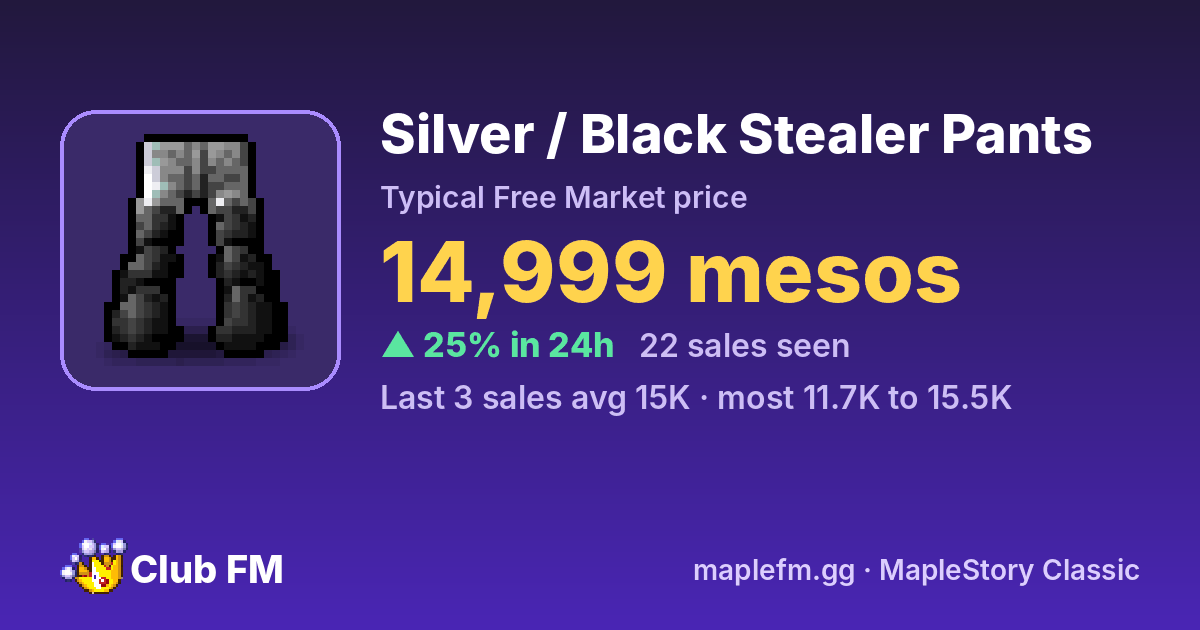 Silver / Black Stealer Pants
Typical Free Market price
14,999 mesos
▲ 25% in 24h 22 sales seen
Last 3 sales avg 15K · most 11.7K to 15.5K
Club FM
maplefm.gg · MapleStory Classic